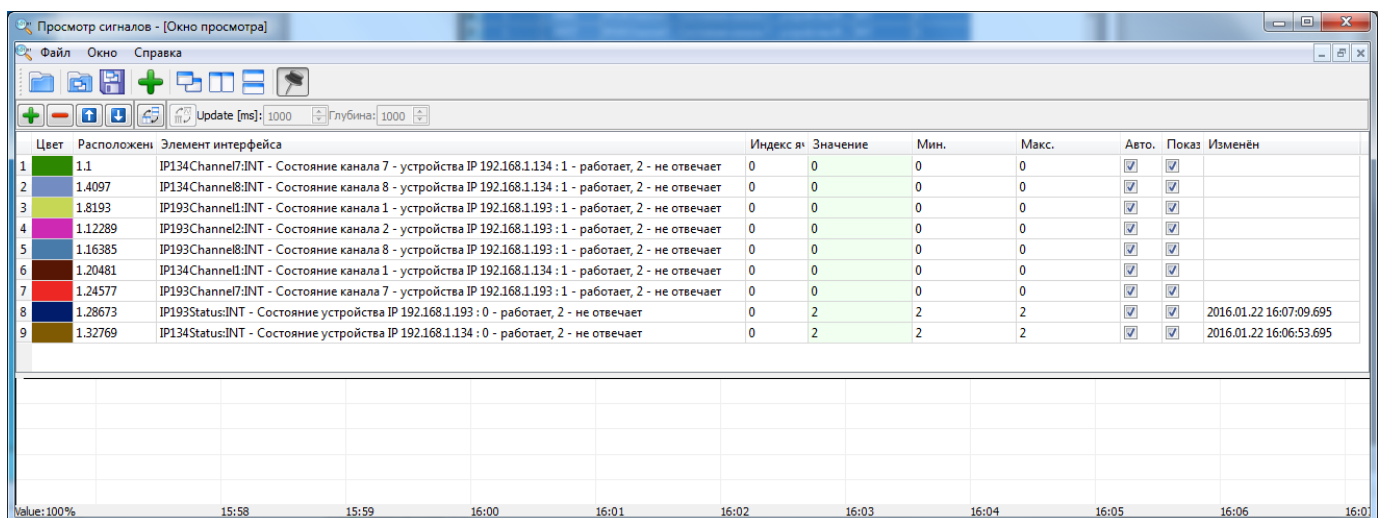 Просмотр сигналов - [Окно просмотра]
Файл Окно Справка
Update [ms]: 1000 Глубина: 1000
Цвет Расположени Элемент интерфейса Индекс яч Значение Мин. Макс. Авто. Показ Изменён
1 1.1 IP134Channel7:INT - Состояние канала 7 - устройства IP 192.168.1.134 : 1 - работает, 2 - не отвечает 0 0 0 0
2 1.4097 IP134Channel8:INT - Состояние канала 8 - устройства IP 192.168.1.134 : 1 - работает, 2 - не отвечает 0 0 0 0
3 1.8193 IP193Channel1:INT - Состояние канала 1 - устройства IP 192.168.1.193 : 1 - работает, 2 - не отвечает 0 0 0 0
4 1.12289 IP193Channel2:INT - Состояние канала 2 - устройства IP 192.168.1.193 : 1 - работает, 2 - не отвечает 0 0 0 0
5 1.16385 IP193Channel8:INT - Состояние канала 8 - устройства IP 192.168.1.193 : 1 - работает, 2 - не отвечает 0 0 0 0
6 1.20481 IP134Channel1:INT - Состояние канала 1 - устройства IP 192.168.1.134 : 1 - работает, 2 - не отвечает 0 0 0 0
7 1.24577 IP193Channel7:INT - Состояние канала 7 - устройства IP 192.168.1.193 : 1 - работает, 2 - не отвечает 0 0 0 0
8 1.28673 IP193Status:INT - Состояние устройства IP 192.168.1.193 : 0 - работает, 2 - не отвечает 0 2 2 2 2016.01.22 16:07:09.695
9 1.32769 IP134Status:INT - Состояние устройства IP 192.168.1.134 : 0 - работает, 2 - не отвечает 0 2 2 2 2016.01.22 16:06:53.695
Value:100% 15:58 15:59 16:00 16:01 16:02 16:03 16:04 16:05 16:06 16:07